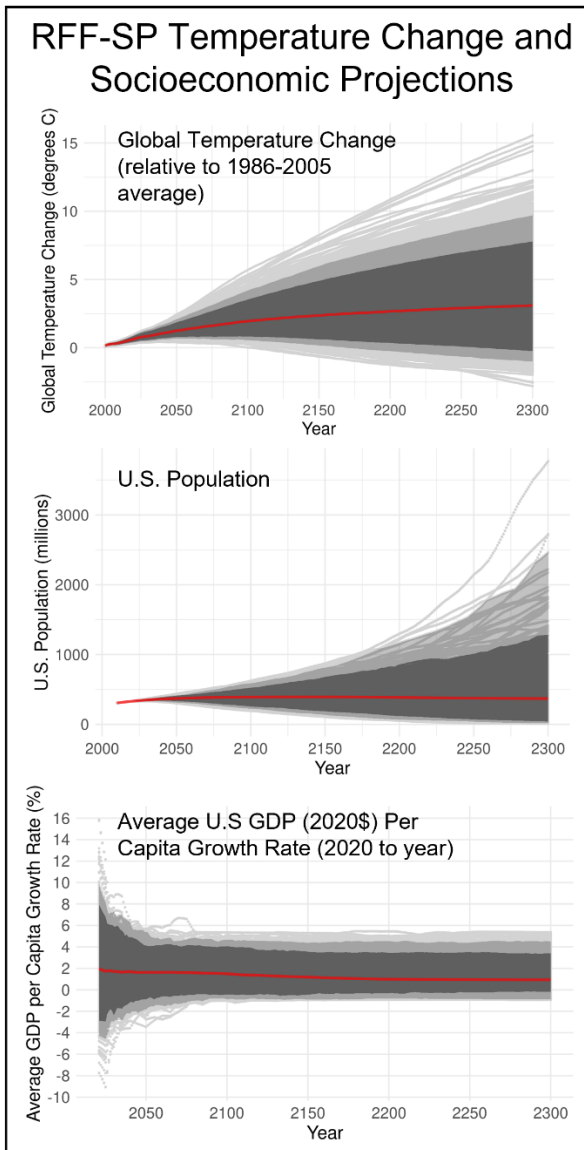 RFF-SP Temperature Change and
Socioeconomic Projections
Global Temperature Change (degrees C)
15
10
5
0
Global Temperature Change
(relative to 1986-2005
average)
2000 2050 2100 2150 2200 2250 2300
Year
U.S. Population (millions)
3000
2000
1000
0
U.S. Population
2000 2050 2100 2150 2200 2250 2300
Year
Average GDP per Capita Growth Rate (%)
16
14
12
10
8
6
4
2
0
-2
-4
-6
-8
-10
Average U.S GDP (2020$) Per
Capita Growth Rate (2020 to year)
2050 2100 2150 2200 2250 2300
Year